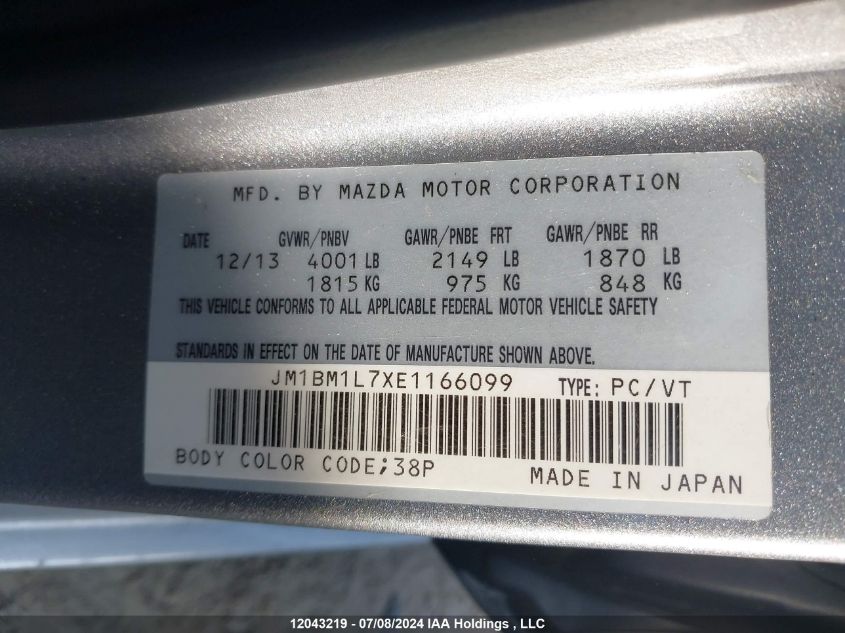 MFD. BY MAZDA MOTOR CORPORATION
DATE GVWR/PNBV GAWR/PNBE FRT GAWR/PNBE RR
12/13 4001 LB 2149 LB 1870 LB
1815 KG 975 KG 848 KG
THIS VEHICLE CONFORMS TO ALL APPLICABLE FEDERAL MOTOR VEHICLE SAFETY
STANDARDS IN EFFECT ON THE DATE OF MANUFACTURE SHOWN ABOVE.
JM1BM1L7XE1166099 TYPE: PC/VT
BODY COLOR CODE;38P MADE IN JAPAN
12043219 - 07/08/2024 IAA Holdings , LLC